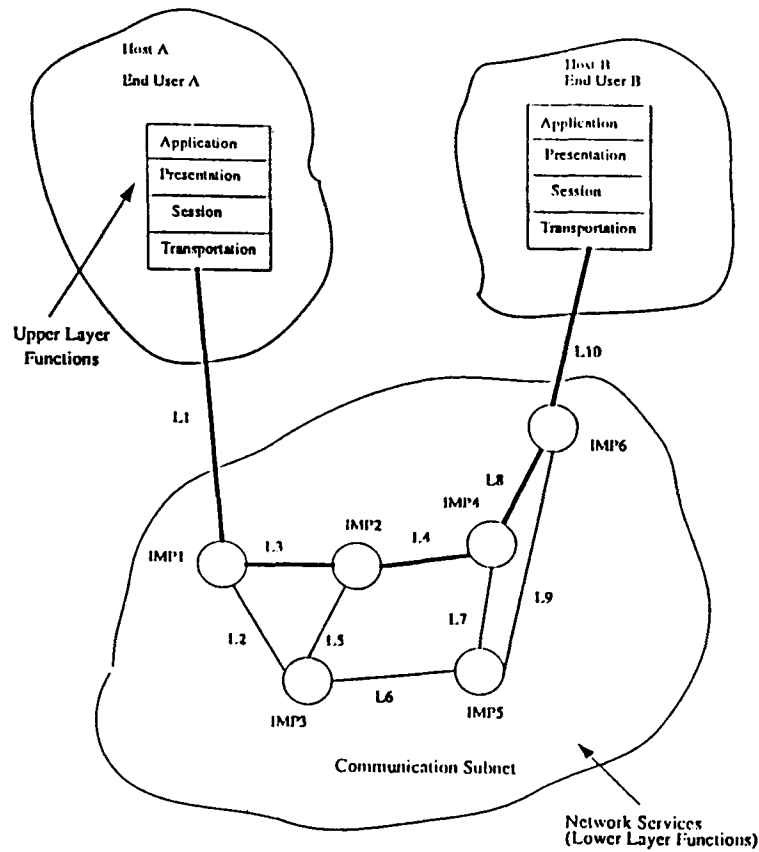 Host A
End User A
Application
Presentation
Session
Transportation
Upper Layer
Functions
Host B
End User B
Application
Presentation
Session
Transportation
L1
L10
IMP6
L8
IMP4
IMP2
IMP1
L3
L4
L9
L2
L5
L7
L6
IMP3
IMP5
Communication Subnet
Network Services
(Lower Layer Functions)